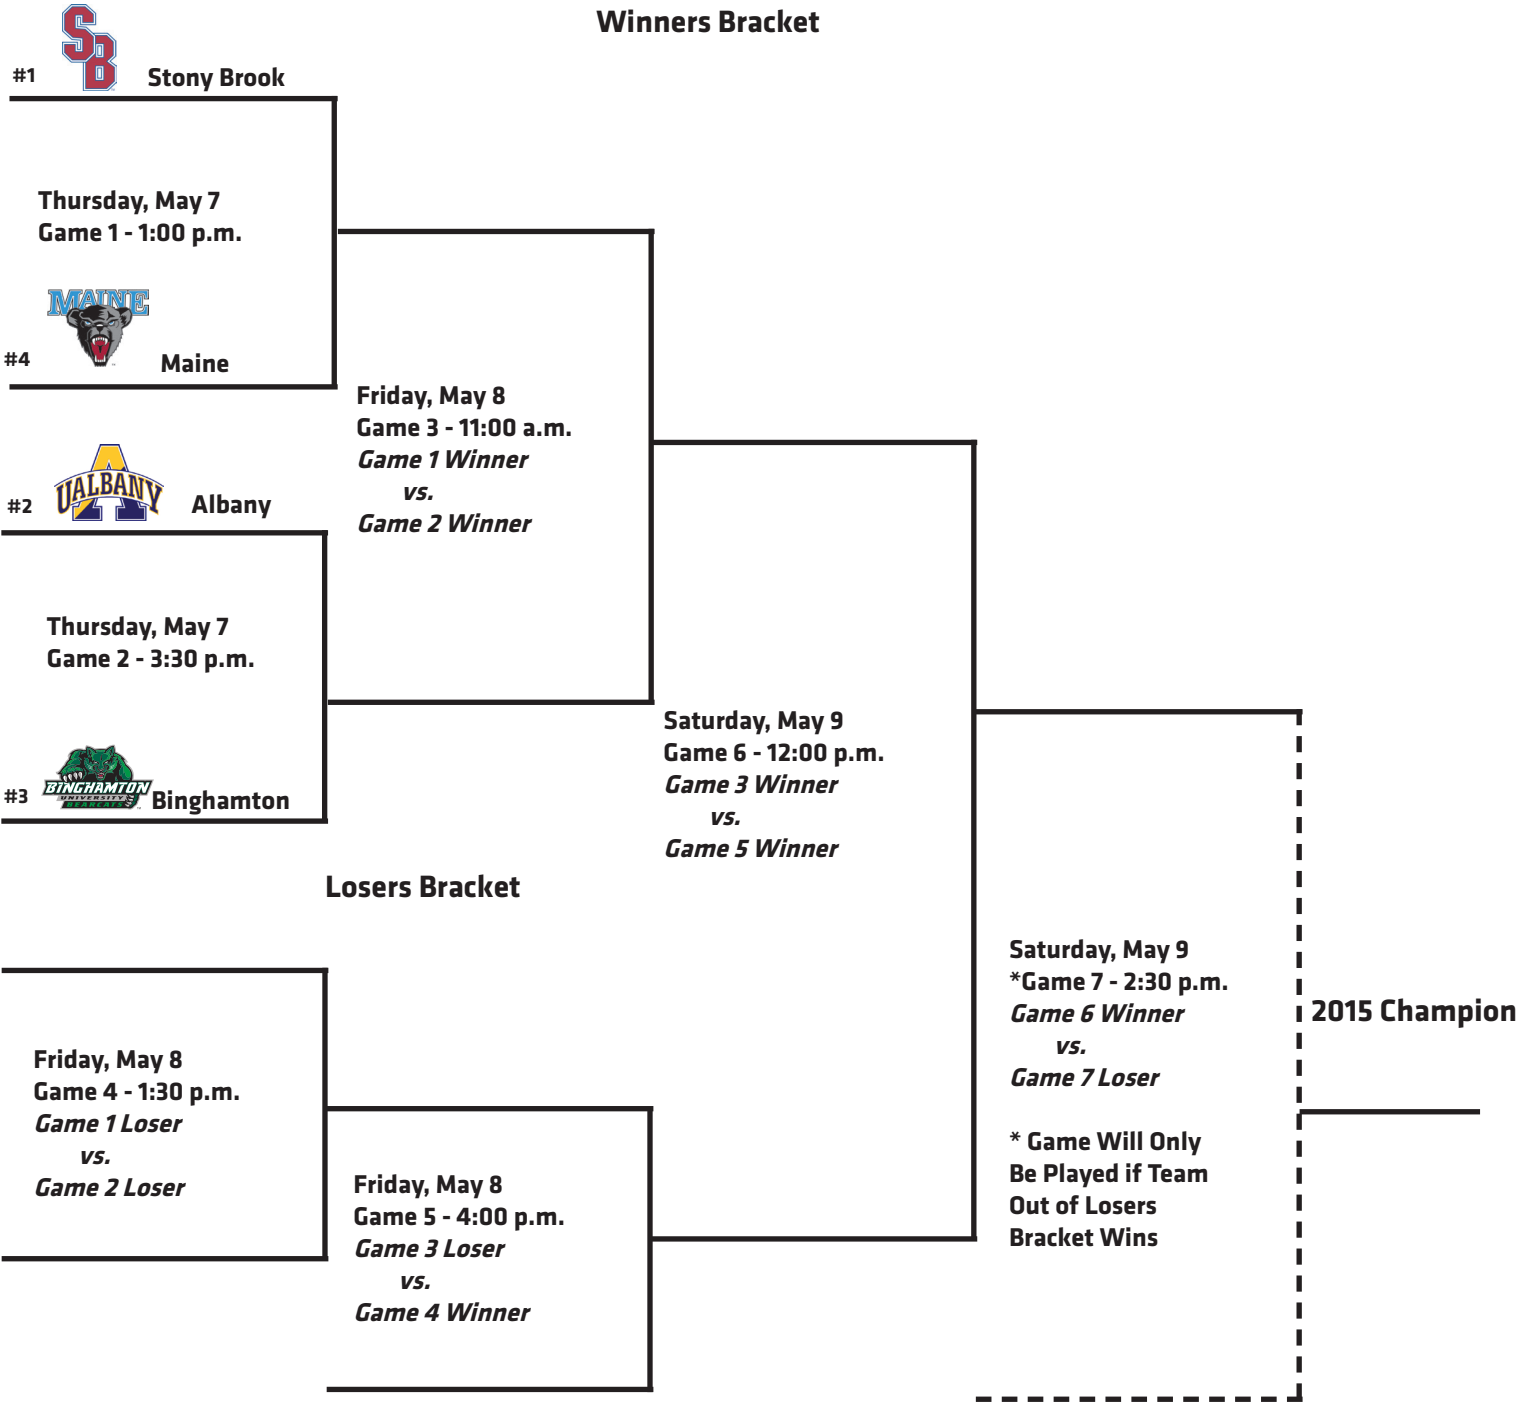 Winners Bracket
#1 Stony Brook
Thursday, May 7
Game 1 - 1:00 p.m.
MAINE
#4 Maine
Friday, May 8
Game 3 - 11:00 a.m.
Game 1 Winner
vs.
Game 2 Winner
UALBANY
#2 Albany
Thursday, May 7
Game 2 - 3:30 p.m.
BINGHAMTON
UNIVERSITY
BEARCATS
#3 Binghamton
Saturday, May 9
Game 6 - 12:00 p.m.
Game 3 Winner
vs.
Game 5 Winner
Losers Bracket
Friday, May 8
Game 4 - 1:30 p.m.
Game 1 Loser
vs.
Game 2 Loser
Friday, May 8
Game 5 - 4:00 p.m.
Game 3 Loser
vs.
Game 4 Winner
Saturday, May 9
*Game 7 - 2:30 p.m.
Game 6 Winner
vs.
Game 7 Loser
* Game Will Only
Be Played if Team
Out of Losers
Bracket Wins
2015 Champion